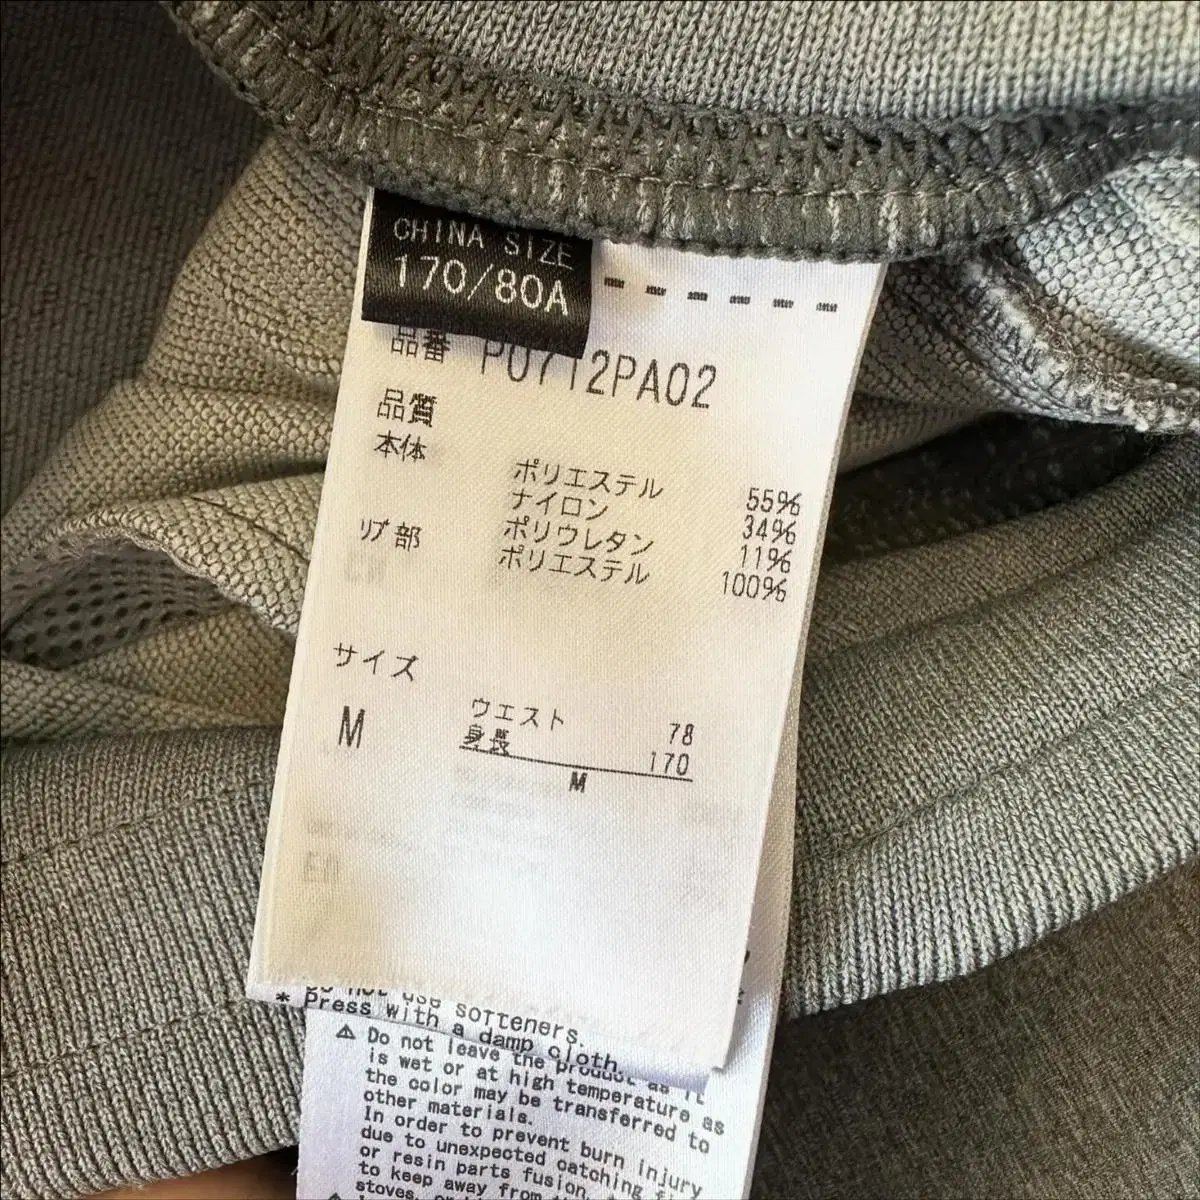 CHINA SIZE
170/80A
品番 P0712PA02
品質
本体 ポリエステル 55%
ナイロン 34%
ポリウレタン 11%
リブ部 ポリエステル 100%
サイズ
M ウエスト 78
身長 170
M
Do not use softeners.
* Press with a damp cloth
⚠ Do not leave the product as it
is wet or at high temperature as
the color may be transferred to
other materials.
In order to prevent burn injury
due to unexpected catching
or resin parts fusion,
to keep away from
stoves,